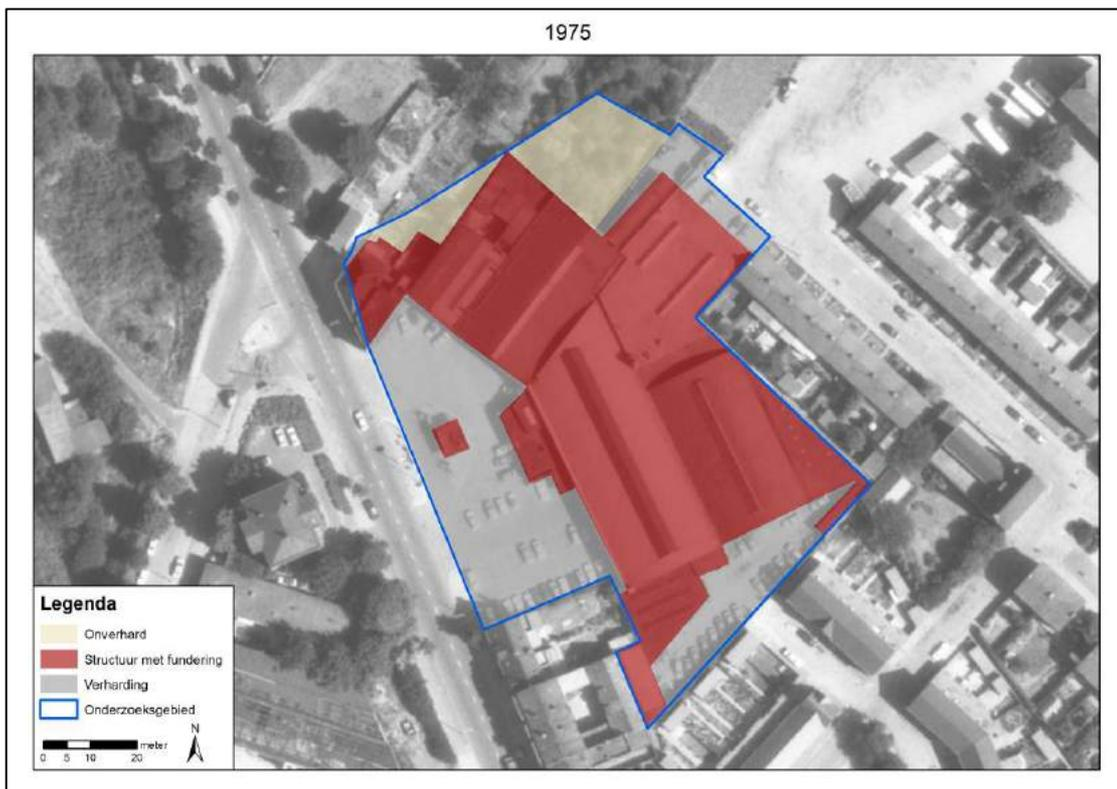 1975
Legenda
Onverhard
Structuur met fundering
Verharding
Onderzoeksgebied
N
meter
0 5 10 20